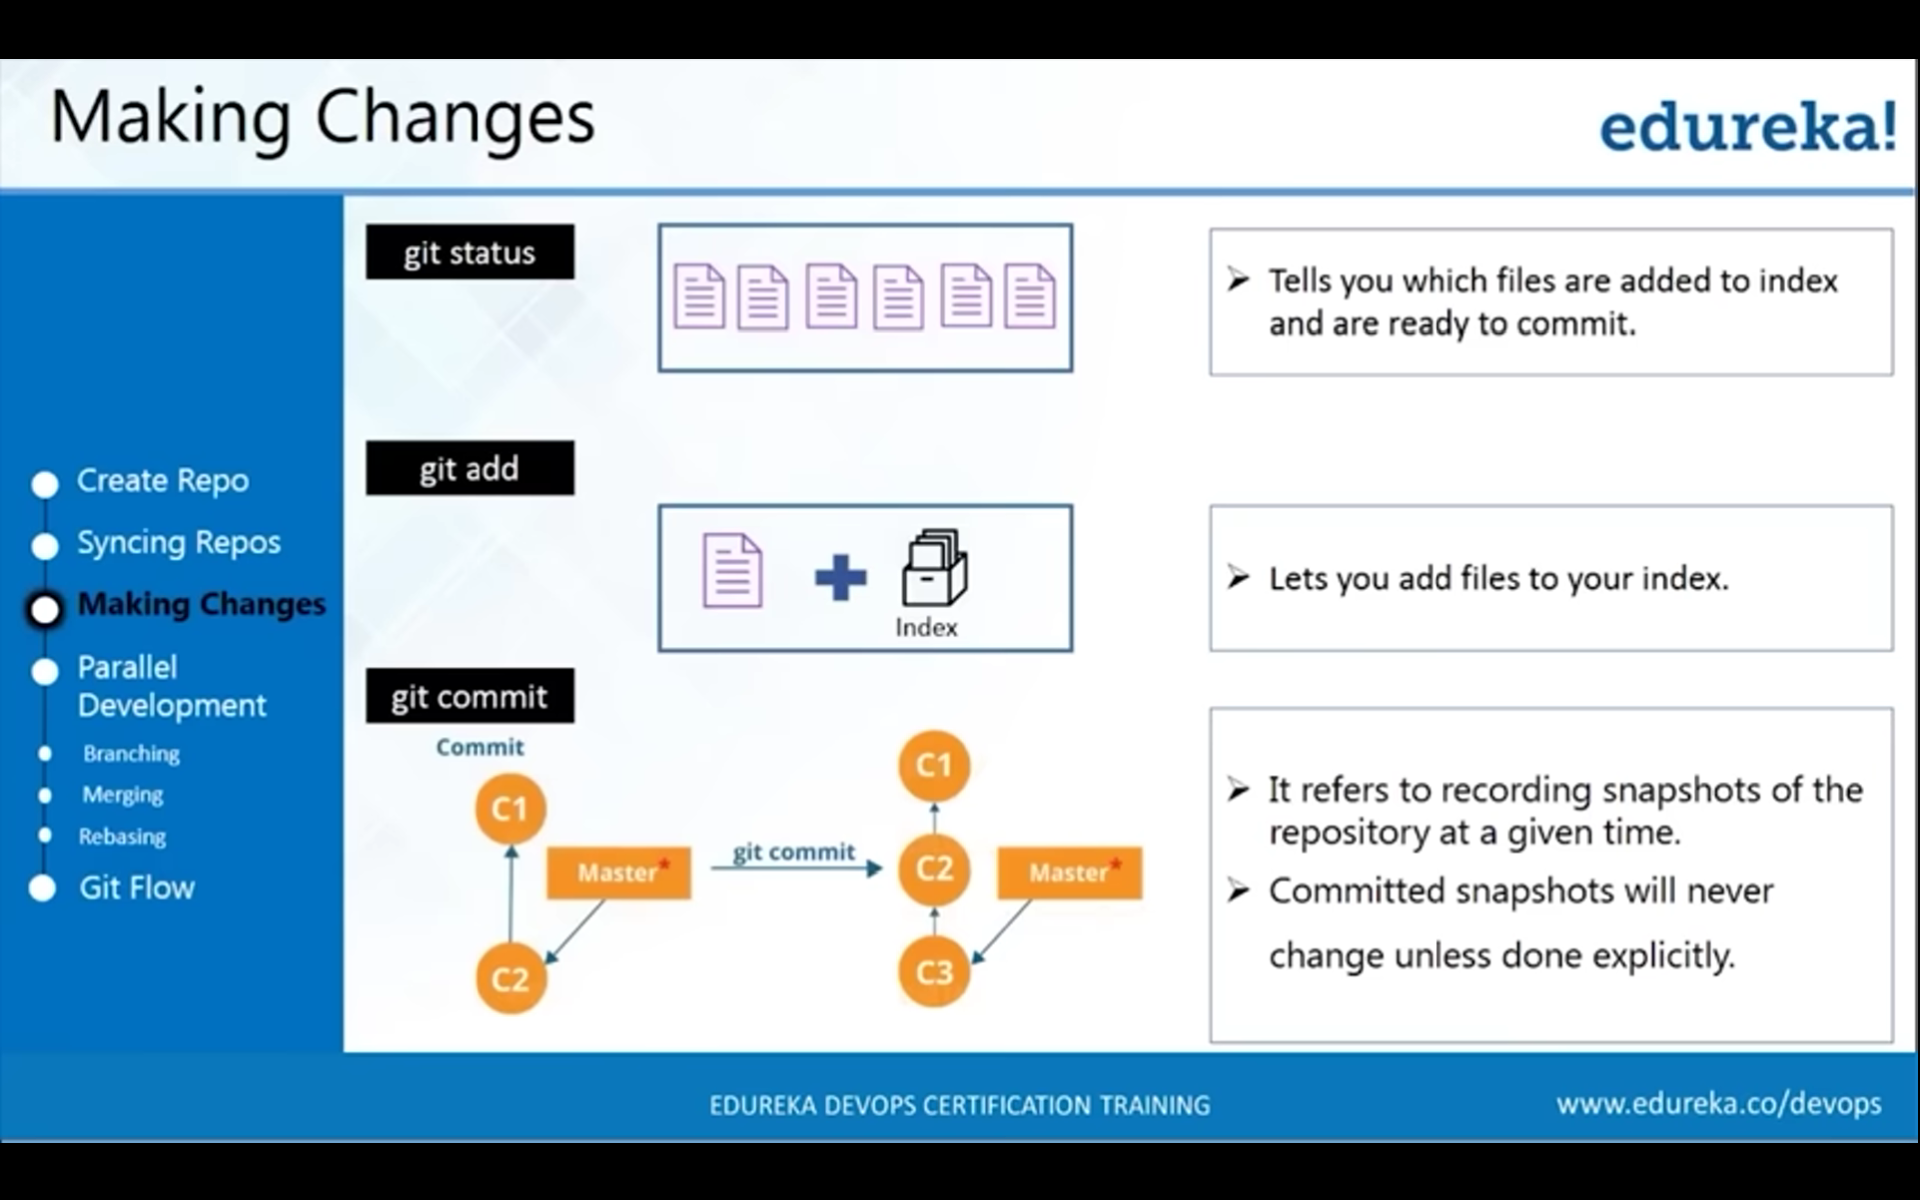 Making Changes
edureka!
Create Repo
Syncing Repos
Making Changes
Parallel
Development
Branching
Merging
Rebasing
Git Flow
git status
Tells you which files are added to index
and are ready to commit.
git add
Index
Lets you add files to your index.
git commit
Commit
C1
Master*
C2
git commit
C1
C2
Master*
C3
It refers to recording snapshots of the
repository at a given time.
Committed snapshots will never
change unless done explicitly.
EDUREKA DEVOPS CERTIFICATION TRAINING
www.edureka.co/devops